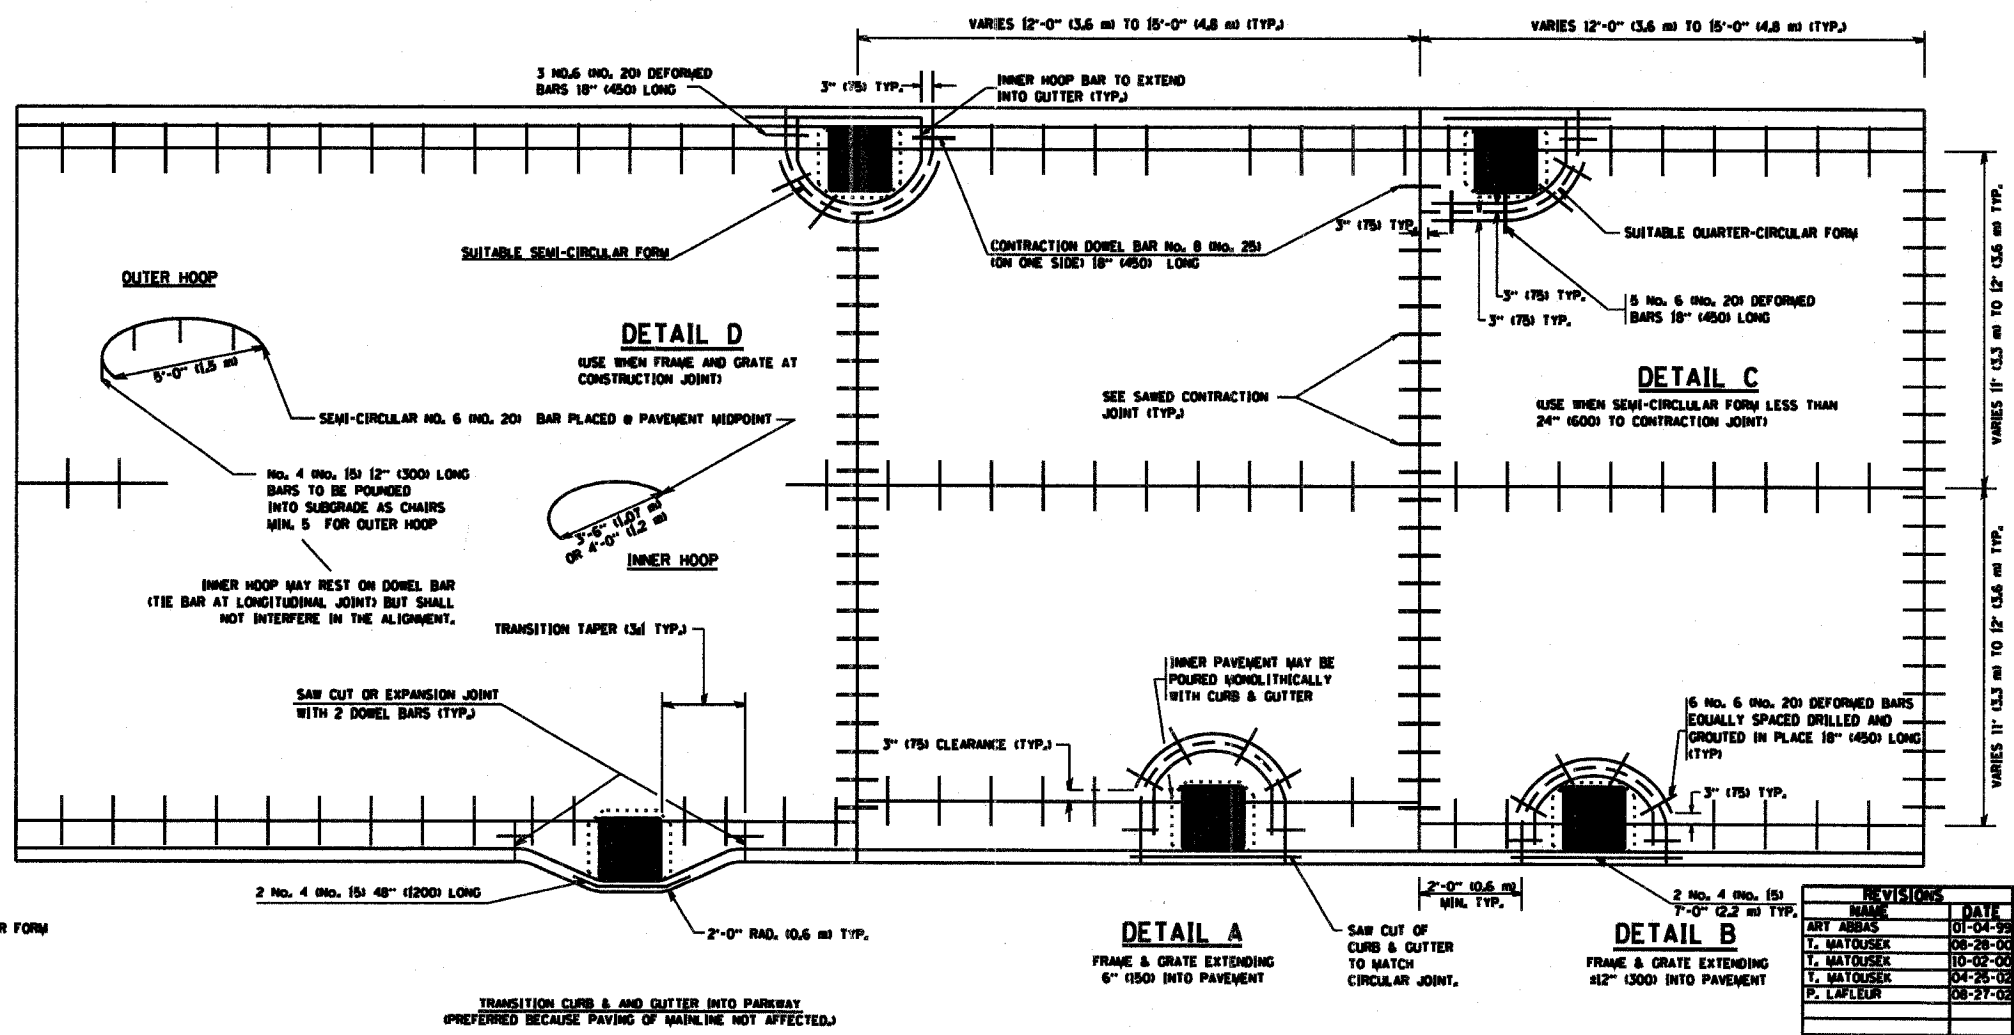 VARIES 12'-0" (3.6 m) TO 15'-0" (4.8 m) (TYP.)
VARIES 12'-0" (3.6 m) TO 15'-0" (4.8 m) (TYP.)
3 NO.6 (NO. 20) DEFORMED
BARS 18" (450) LONG
3" (75) TYP.
INNER HOOP BAR TO EXTEND
INTO GUTTER (TYP.)
SUITABLE SEMI-CIRCULAR FORM
CONTRACTION DOWEL BAR No. 8 (No. 25)
(ON ONE SIDE) 18" (450) LONG
3" (75) TYP.
SUITABLE QUARTER-CIRCULAR FORM
3" (75) TYP.
3" (75) TYP.
5 No. 6 (No. 20) DEFORMED
BARS 18" (450) LONG
VARIES 11' (3.3 m) TO 12' (3.6 m) TYP.
OUTER HOOP
5'-0" (1.5 m)
DETAIL D
(USE WHEN FRAME AND GRATE AT
CONSTRUCTION JOINT)
SEMI-CIRCULAR NO. 6 (NO. 20) BAR PLACED @ PAVEMENT MIDPOINT
SEE SAWED CONTRACTION
JOINT (TYP.)
DETAIL C
(USE WHEN SEMI-CIRCLULAR FORM LESS THAN
24" (600) TO CONTRACTION JOINT)
No. 4 (No. 15) 12" (300) LONG
BARS TO BE POUNDED
INTO SUBGRADE AS CHAIRS
MIN. 5 FOR OUTER HOOP
3'-6" (1.07 m)
OR 4'-0" (1.2 m)
INNER HOOP
INNER HOOP MAY REST ON DOWEL BAR
(TIE BAR AT LONGITUDINAL JOINT) BUT SHALL
NOT INTERFERE IN THE ALIGNMENT.
TRANSITION TAPER (3:1 TYP.)
SAW CUT OR EXPANSION JOINT
WITH 2 DOWEL BARS (TYP.)
INNER PAVEMENT MAY BE
POURED MONOLITHICALLY
WITH CURB & GUTTER
3" (75) CLEARANCE (TYP.)
6 No. 6 (No. 20) DEFORMED BARS
EQUALLY SPACED DRILLED AND
GROUTED IN PLACE 18" (450) LONG
(TYP)
3" (75) TYP.
VARIES 11' (3.3 m) TO 12' (3.6 m) TYP.
2 No. 4 (No. 15) 48" (1200) LONG
2'-0" RAD. (0.6 m) TYP.
2'-0" (0.6 m)
MIN. TYP.
2 No. 4 (No. 15)
7'-0" (2.2 m) TYP.
R FORM
DETAIL A
FRAME & GRATE EXTENDING
6" (150) INTO PAVEMENT
SAW CUT OF
CURB & GUTTER
TO MATCH
CIRCULAR JOINT.
DETAIL B
FRAME & GRATE EXTENDING
±12" (300) INTO PAVEMENT
TRANSITION CURB & AND GUTTER INTO PARKWAY
(PREFERRED BECAUSE PAVING OF MAINLINE NOT AFFECTED.)
REVISIONS
NAME DATE
ART ABBAS 01-04-99
T. MATOUSEK 08-28-00
T. MATOUSEK 10-02-00
T. MATOUSEK 04-25-02
P. LAFLEUR 08-27-02